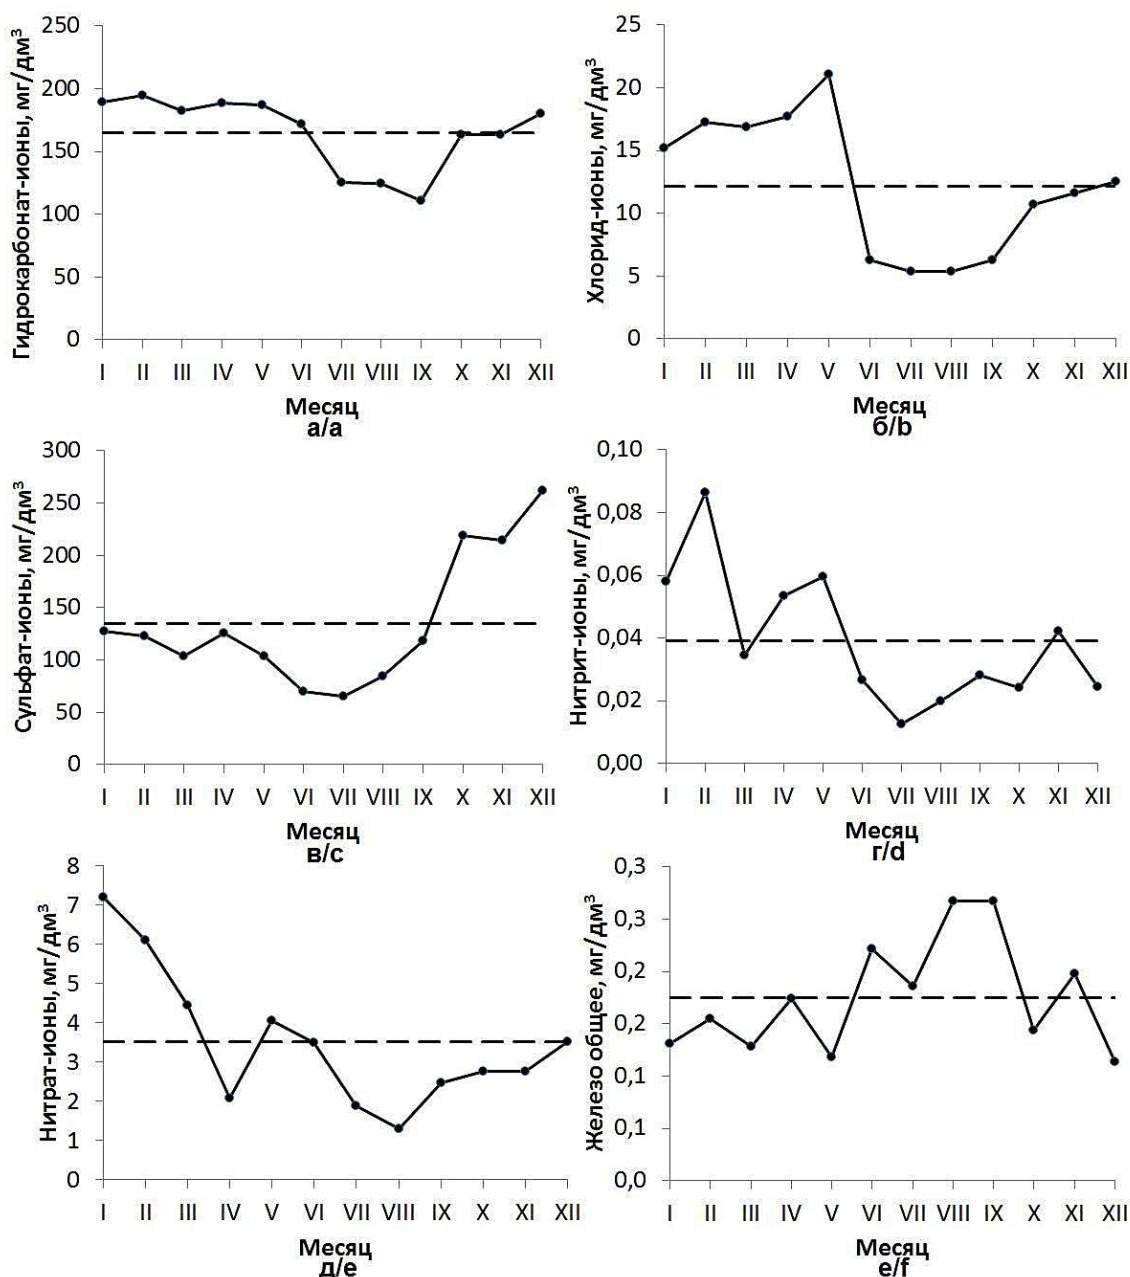 Гидрокарбонат-ионы, мг/дм³
250
200
150
100
50
0
I II III IV V VI VII VIII IX X XI XII
Месяц
а/a
Хлорид-ионы, мг/дм³
25
20
15
10
5
0
I II III IV V VI VII VIII IX X XI XII
Месяц
б/b
Сульфат-ионы, мг/дм³
300
250
200
150
100
50
0
I II III IV V VI VII VIII IX X XI XII
Месяц
в/c
Нитрит-ионы, мг/дм³
0,10
0,08
0,06
0,04
0,02
0,00
I II III IV V VI VII VIII IX X XI XII
Месяц
г/d
Нитрат-ионы, мг/дм³
8
7
6
5
4
3
2
1
0
I II III IV V VI VII VIII IX X XI XII
Месяц
д/e
Железо общее, мг/дм³
0,3
0,3
0,2
0,2
0,1
0,1
0,0
I II III IV V VI VII VIII IX X XI XII
Месяц
е/f